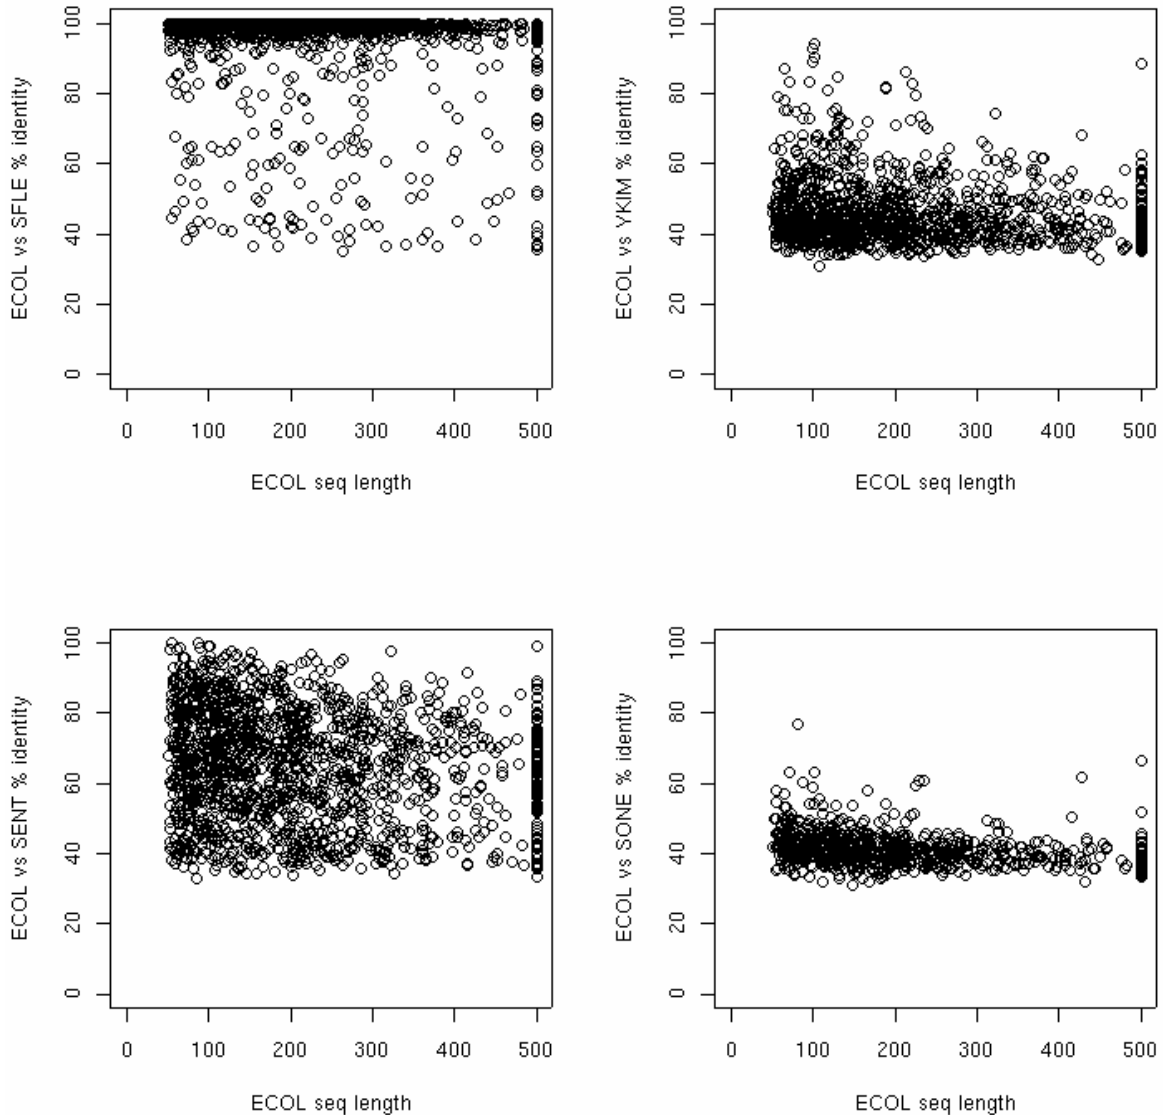 ECOL vs SFLE % identity
0 20 40 60 80 100
0 100 200 300 400 500
ECOL seq length
ECOL vs YKIM % identity
0 20 40 60 80 100
0 100 200 300 400 500
ECOL seq length
ECOL vs SENT % identity
0 20 40 60 80 100
0 100 200 300 400 500
ECOL seq length
ECOL vs SONE % identity
0 20 40 60 80 100
0 100 200 300 400 500
ECOL seq length